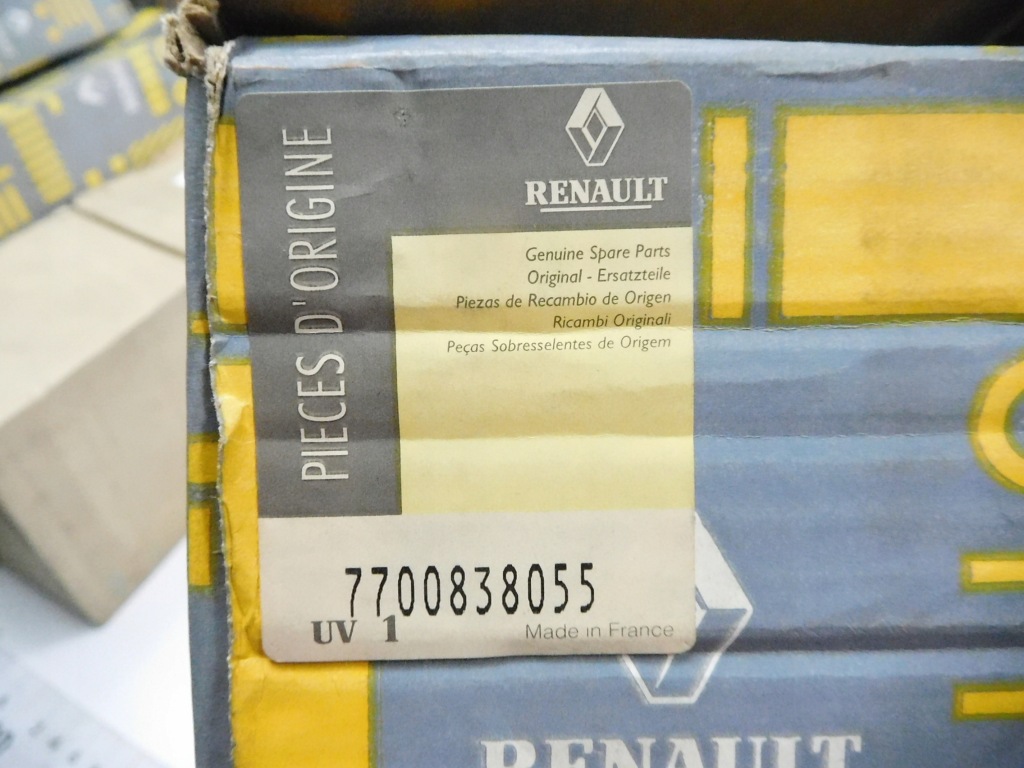 PIECES D'ORIGINE
RENAULT
Genuine Spare Parts
Original - Ersatzteile
Piezas de Recambio de Origen
Ricambi Originali
Peças Sobresselentes de Origem
7700838055
UV 1
Made in France
RENAULT